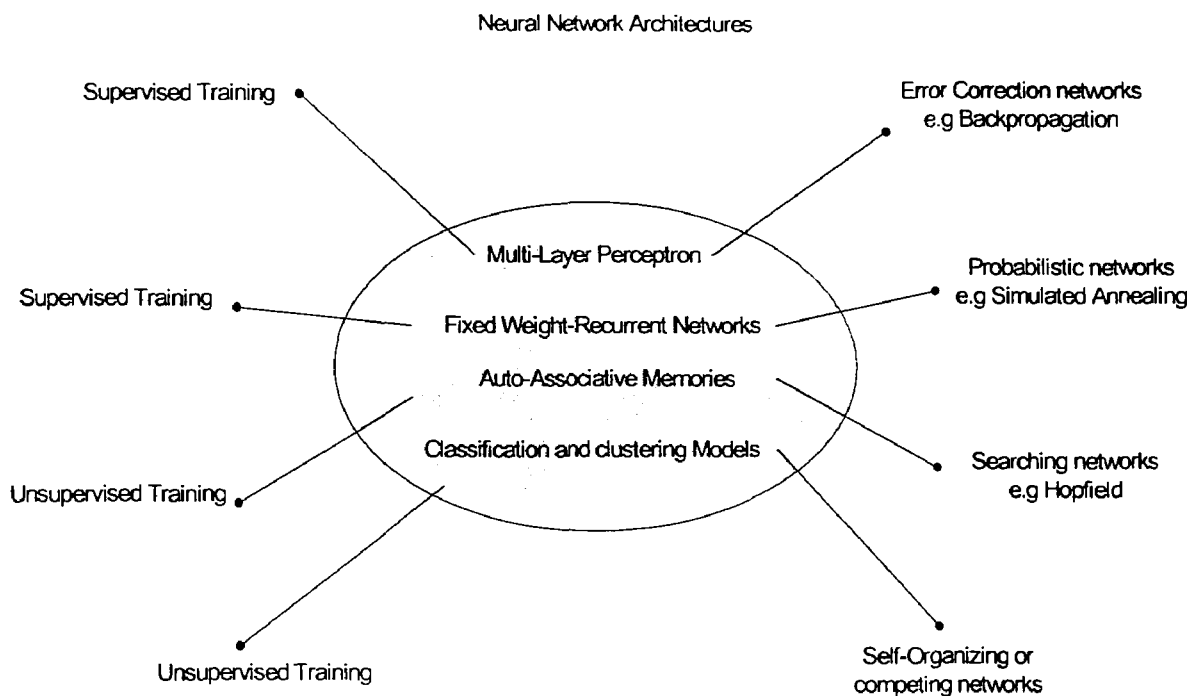 Neural Network Architectures
Supervised Training
Error Correction networks
e.g Backpropagation
Multi-Layer Perceptron
Supervised Training
Probabilistic networks
e.g Simulated Annealing
Fixed Weight-Recurrent Networks
Auto-Associative Memories
Classification and clustering Models
Unsupervised Training
Searching networks
e.g Hopfield
Unsupervised Training
Self-Organizing or
competing networks